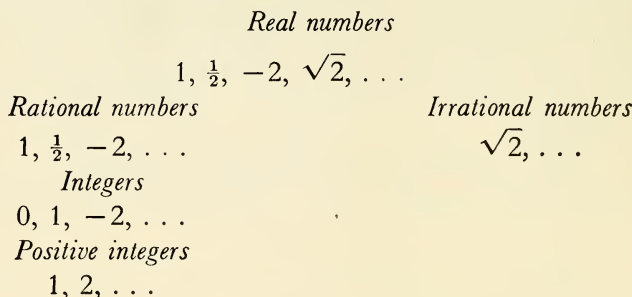 Real numbers
1, ½, −2, √2, . . .
Rational numbers Irrational numbers
1, ½, −2, . . . √2, . . .
Integers
0, 1, −2, . . .
Positive integers
1, 2, . . .